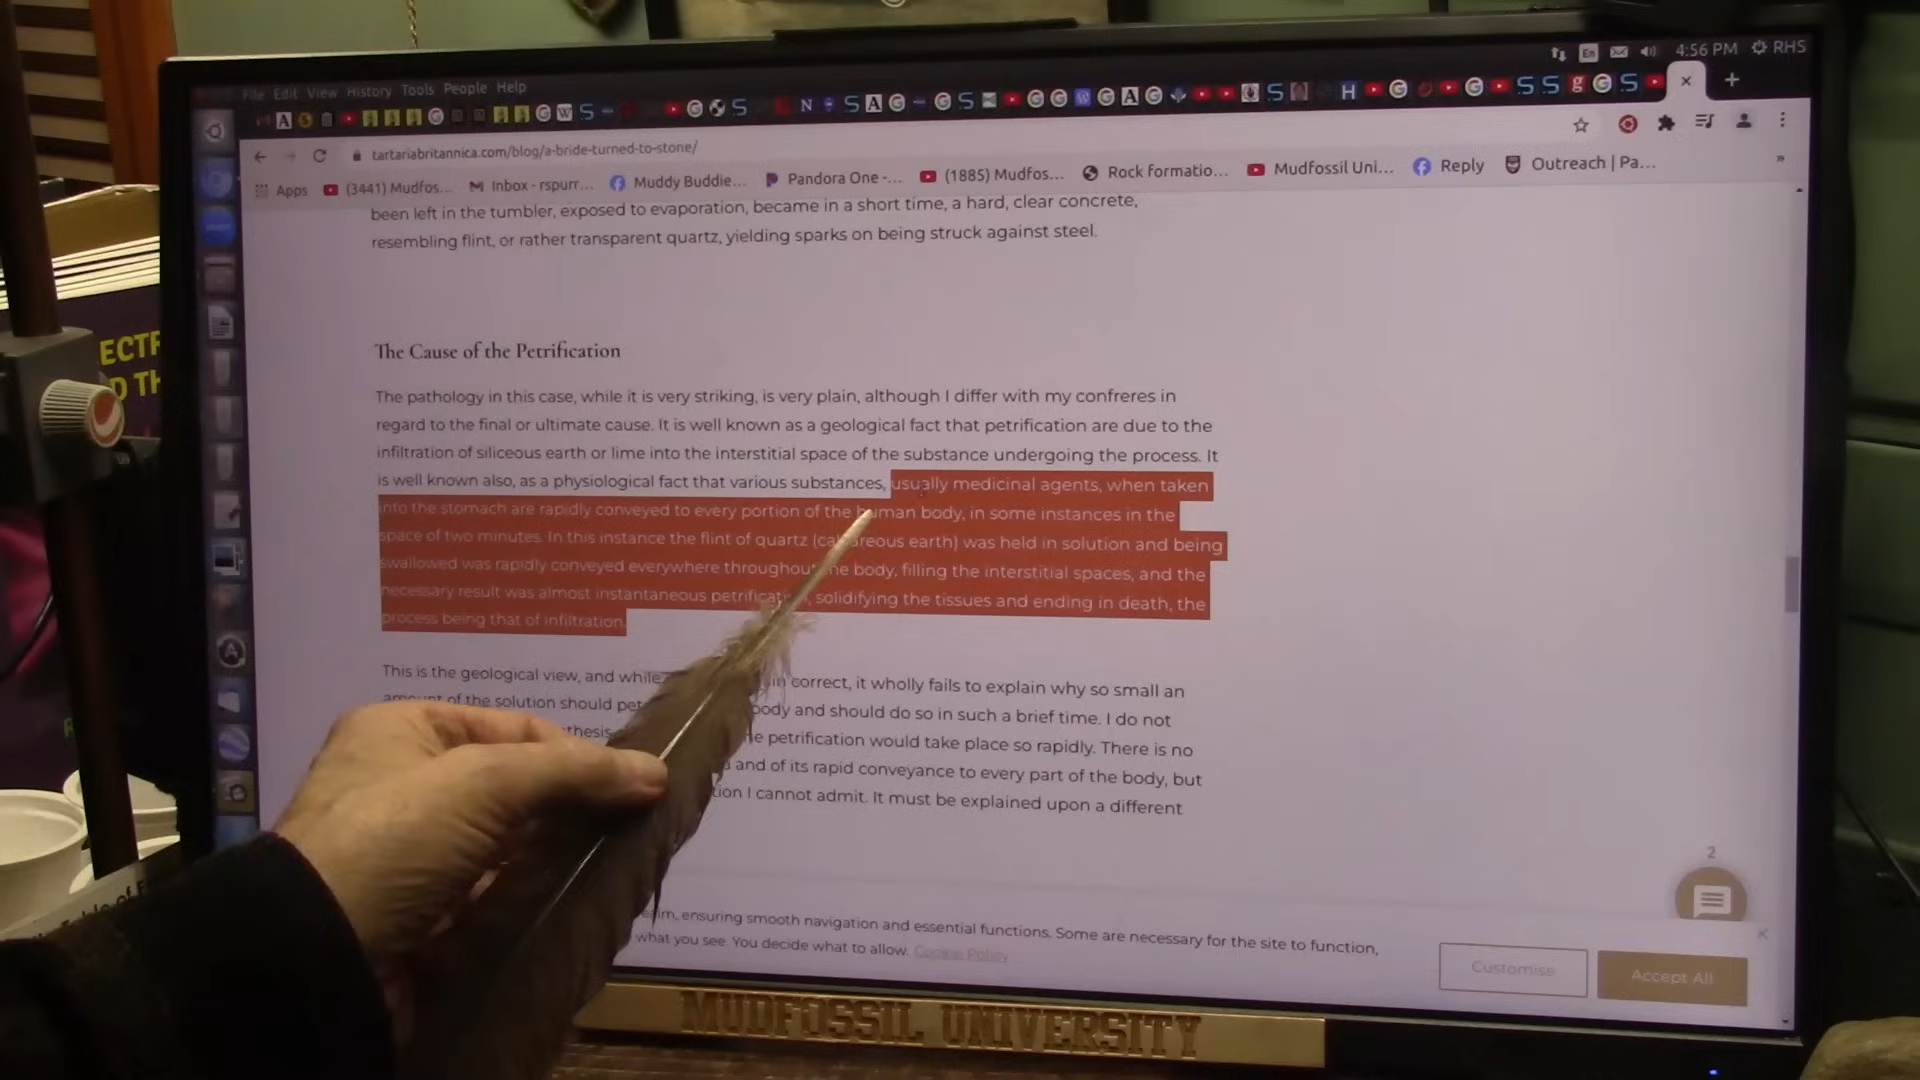 4:56 PM RHS
File Edit View History Tools People Help
tartariabritannica.com/blog/a-bride-turned-to-stone/
Apps (3441) Mudfos... Inbox - rspurr... Muddy Buddie... Pandora One -... (1885) Mudfos... Rock formatio... Mudfossil Uni... Reply Outreach | Pa...
been left in the tumbler, exposed to evaporation, became in a short time, a hard, clear concrete,
resembling flint, or rather transparent quartz, yielding sparks on being struck against steel.
The Cause of the Petrification
The pathology in this case, while it is very striking, is very plain, although I differ with my confreres in
regard to the final or ultimate cause. It is well known as a geological fact that petrification are due to the
infiltration of siliceous earth or lime into the interstitial space of the substance undergoing the process. It
is well known also, as a physiological fact that various substances, usually medicinal agents, when taken
into the stomach are rapidly conveyed to every portion of the human body, in some instances in the
space of two minutes. In this instance the flint of quartz earth) was held in solution and being
swallowed was rapidly conveyed everywhere throughout the body, filling the interstitial spaces, and the
necessary result was almost instantaneous petrification, solidifying the tissues and ending in death, the
process being that of infiltration.
This is the geological view, and while in correct, it wholly fails to explain why so small an
amount of the solution should body and should do so in such a brief time. I do not
petrification would take place so rapidly. There is no
and of its rapid conveyance to every part of the body, but
I cannot admit. It must be explained upon a different
2
ensuring smooth navigation and essential functions. Some are necessary for the site to function,
what you see. You decide what to allow. Cookie Policy
Customise
Accept All
MUDFOSSIL UNIVERSITY